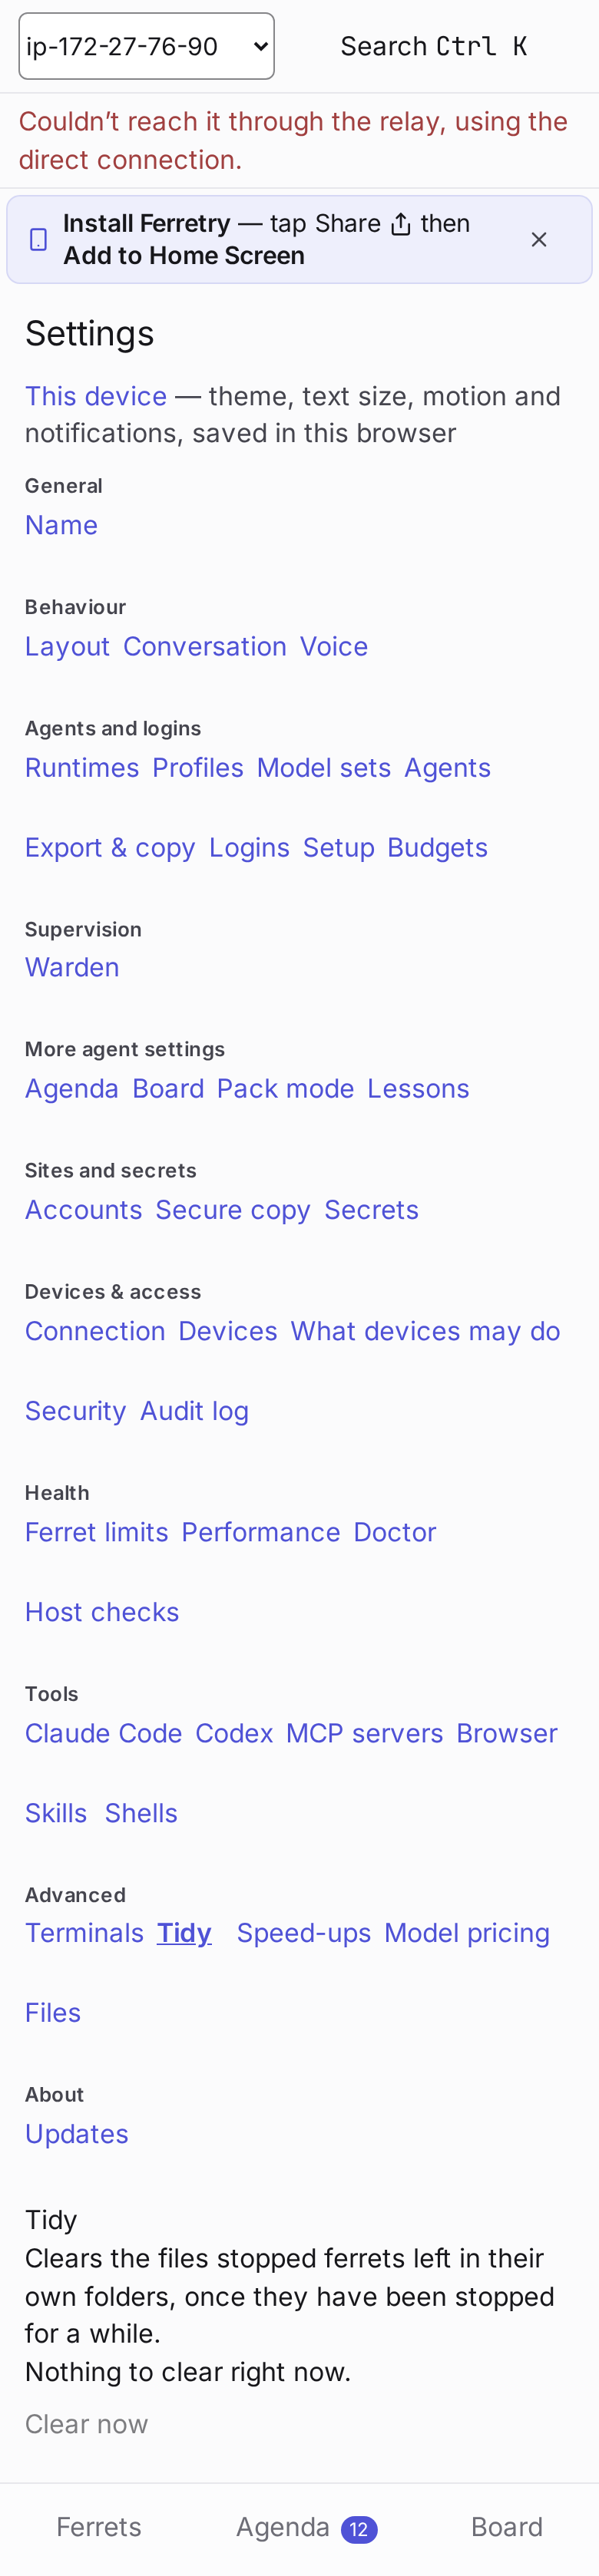 ip-172-27-76-90 Search Ctrl K
Couldn’t reach it through the relay, using the
direct connection.
Install Ferretry — tap Share then
Add to Home Screen
Settings
This device — theme, text size, motion and
notifications, saved in this browser
General
Name
Behaviour
Layout Conversation Voice
Agents and logins
Runtimes Profiles Model sets Agents
Export & copy Logins Setup Budgets
Supervision
Warden
More agent settings
Agenda Board Pack mode Lessons
Sites and secrets
Accounts Secure copy Secrets
Devices & access
Connection Devices What devices may do
Security Audit log
Health
Ferret limits Performance Doctor
Host checks
Tools
Claude Code Codex MCP servers Browser
Skills Shells
Advanced
Terminals Tidy Speed-ups Model pricing
Files
About
Updates
Tidy
Clears the files stopped ferrets left in their
own folders, once they have been stopped
for a while.
Nothing to clear right now.
Clear now
Ferrets Agenda 12 Board